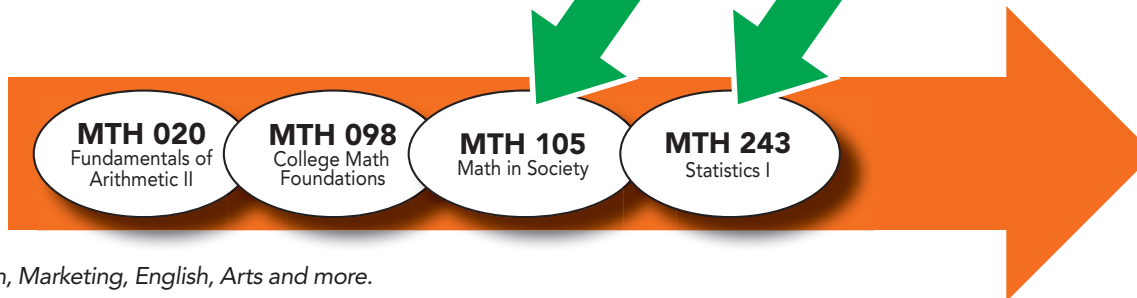 MTH 020
Fundamentals of
Arithmetic II
MTH 098
College Math
Foundations
MTH 105
Math in Society
MTH 243
Statistics I
Marketing, English, Arts and more.